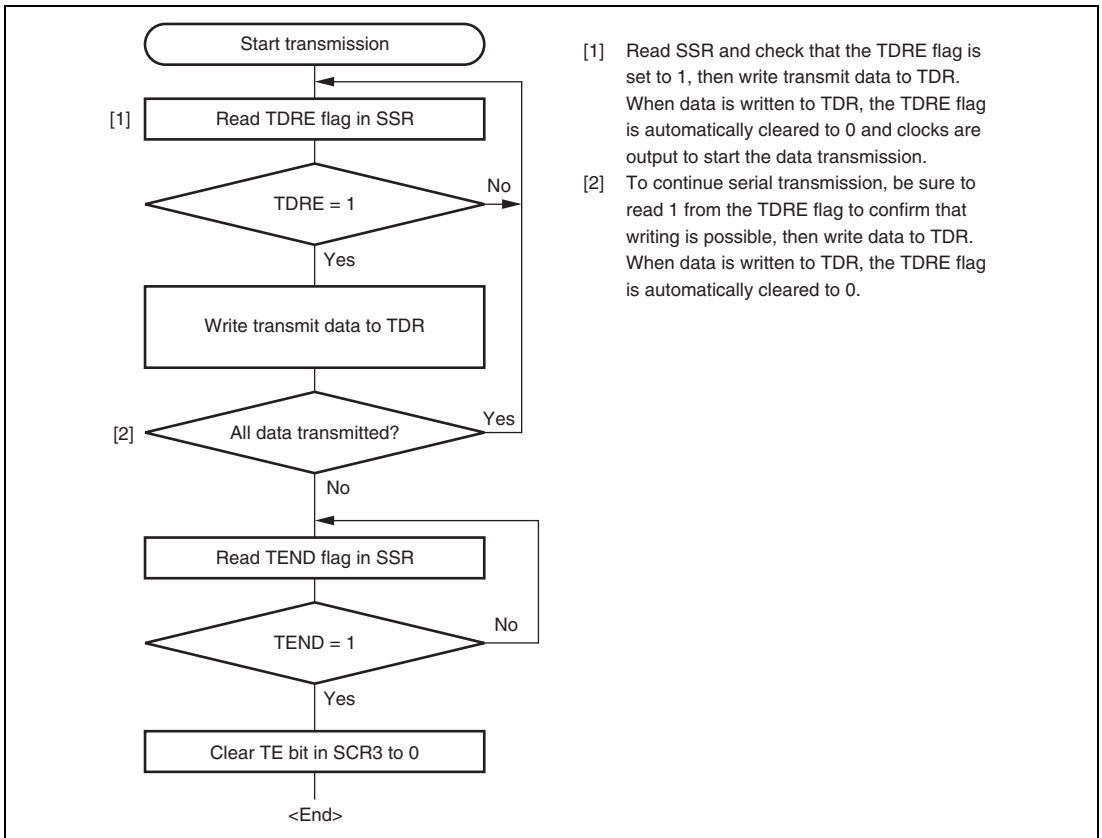 Start transmission
[1] Read TDRE flag in SSR
TDRE = 1
No
Yes
Write transmit data to TDR
[2] All data transmitted?
Yes
No
Read TEND flag in SSR
TEND = 1
No
Yes
Clear TE bit in SCR3 to 0
<End>
[1] Read SSR and check that the TDRE flag is
set to 1, then write transmit data to TDR.
When data is written to TDR, the TDRE flag
is automatically cleared to 0 and clocks are
output to start the data transmission.
[2] To continue serial transmission, be sure to
read 1 from the TDRE flag to confirm that
writing is possible, then write data to TDR.
When data is written to TDR, the TDRE flag
is automatically cleared to 0.